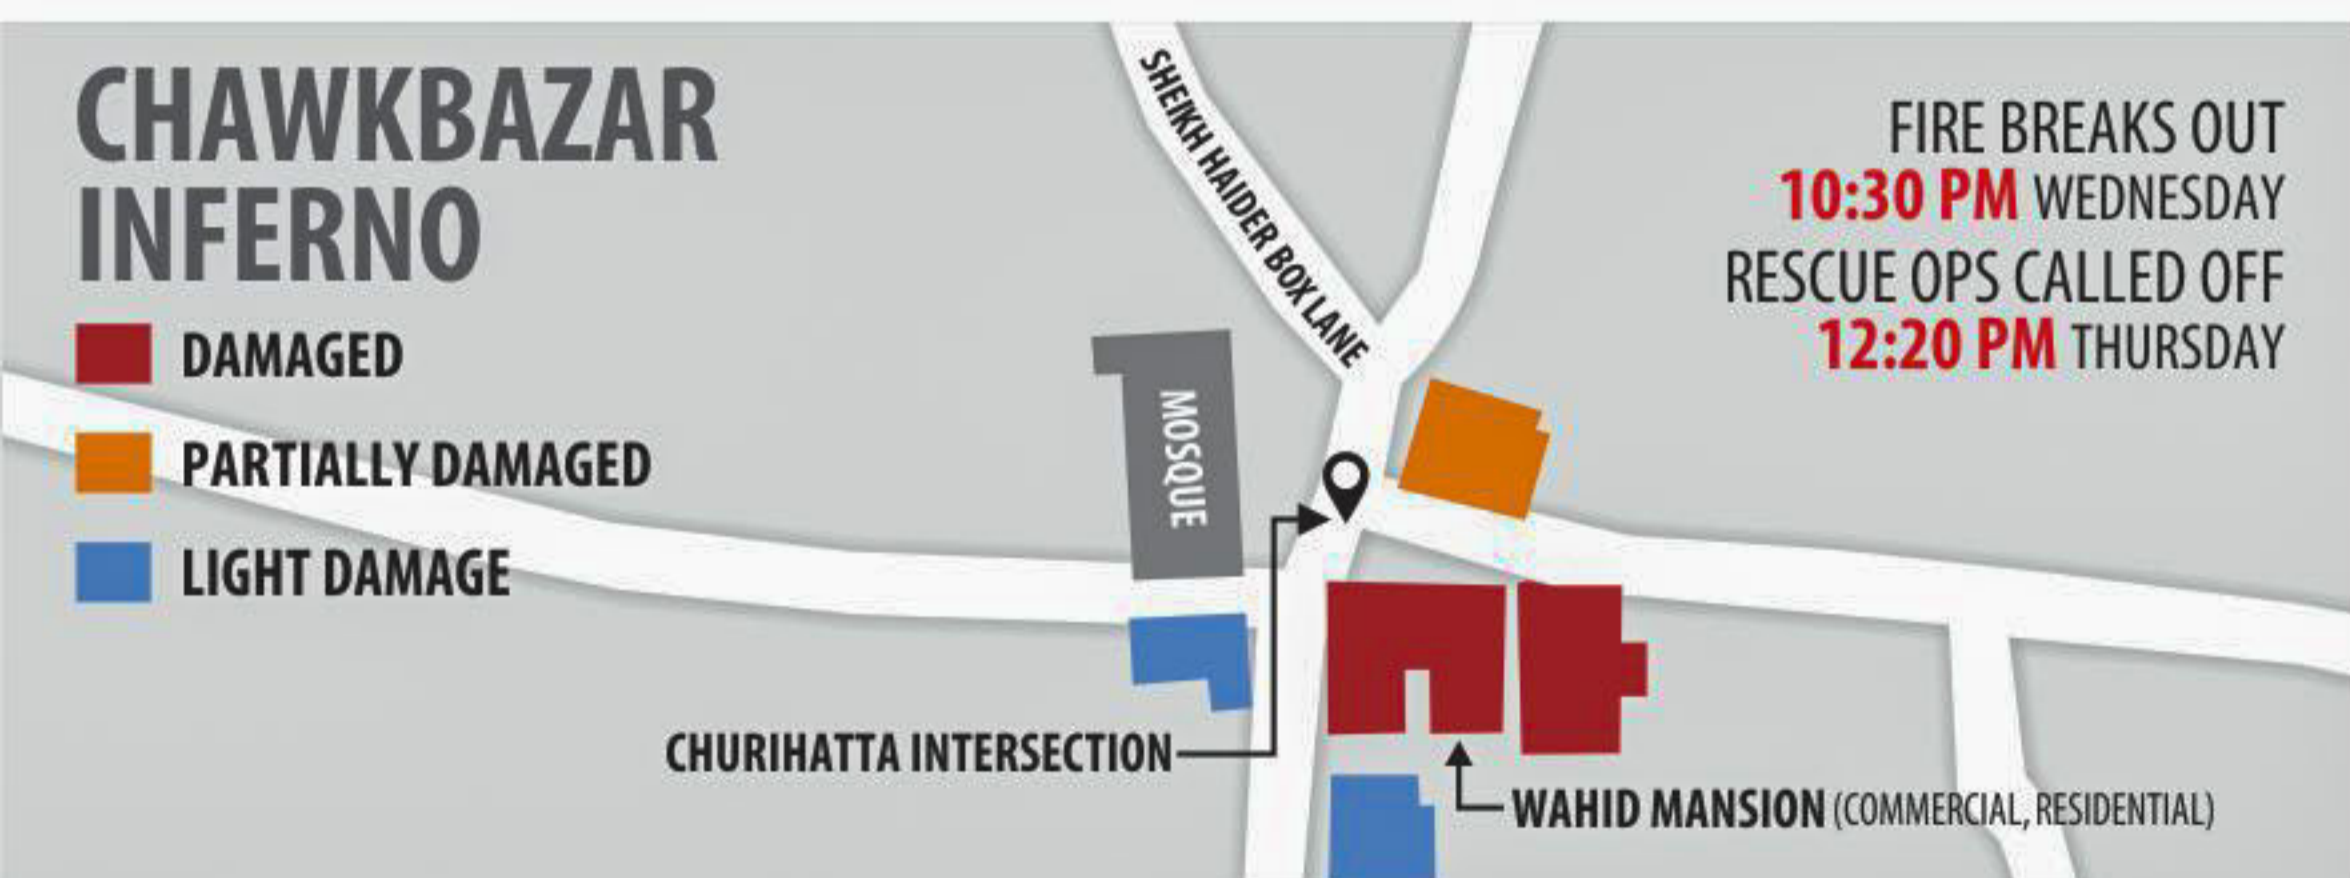 CHAWKBAZAR
INFERNO
DAMAGED
PARTIALLY DAMAGED
LIGHT DAMAGE
SHEIKH HAIDER BOX LANE
FIRE BREAKS OUT
10:30 PM WEDNESDAY
RESCUE OPS CALLED OFF
12:20 PM THURSDAY
MOSQUE
CHURIHATTA INTERSECTION
WAHID MANSION (COMMERCIAL, RESIDENTIAL)